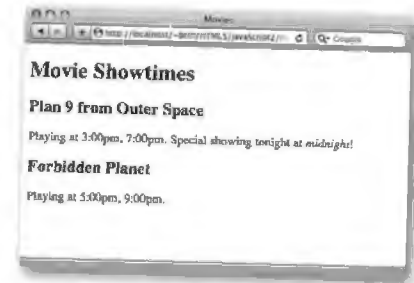 Movies
Movie Showtimes
Plan 9 from Outer Space
Playing at 3:00pm, 7:00pm. Special showing tonight at midnight!
Forbidden Planet
Playing at 5:00pm, 9:00pm.